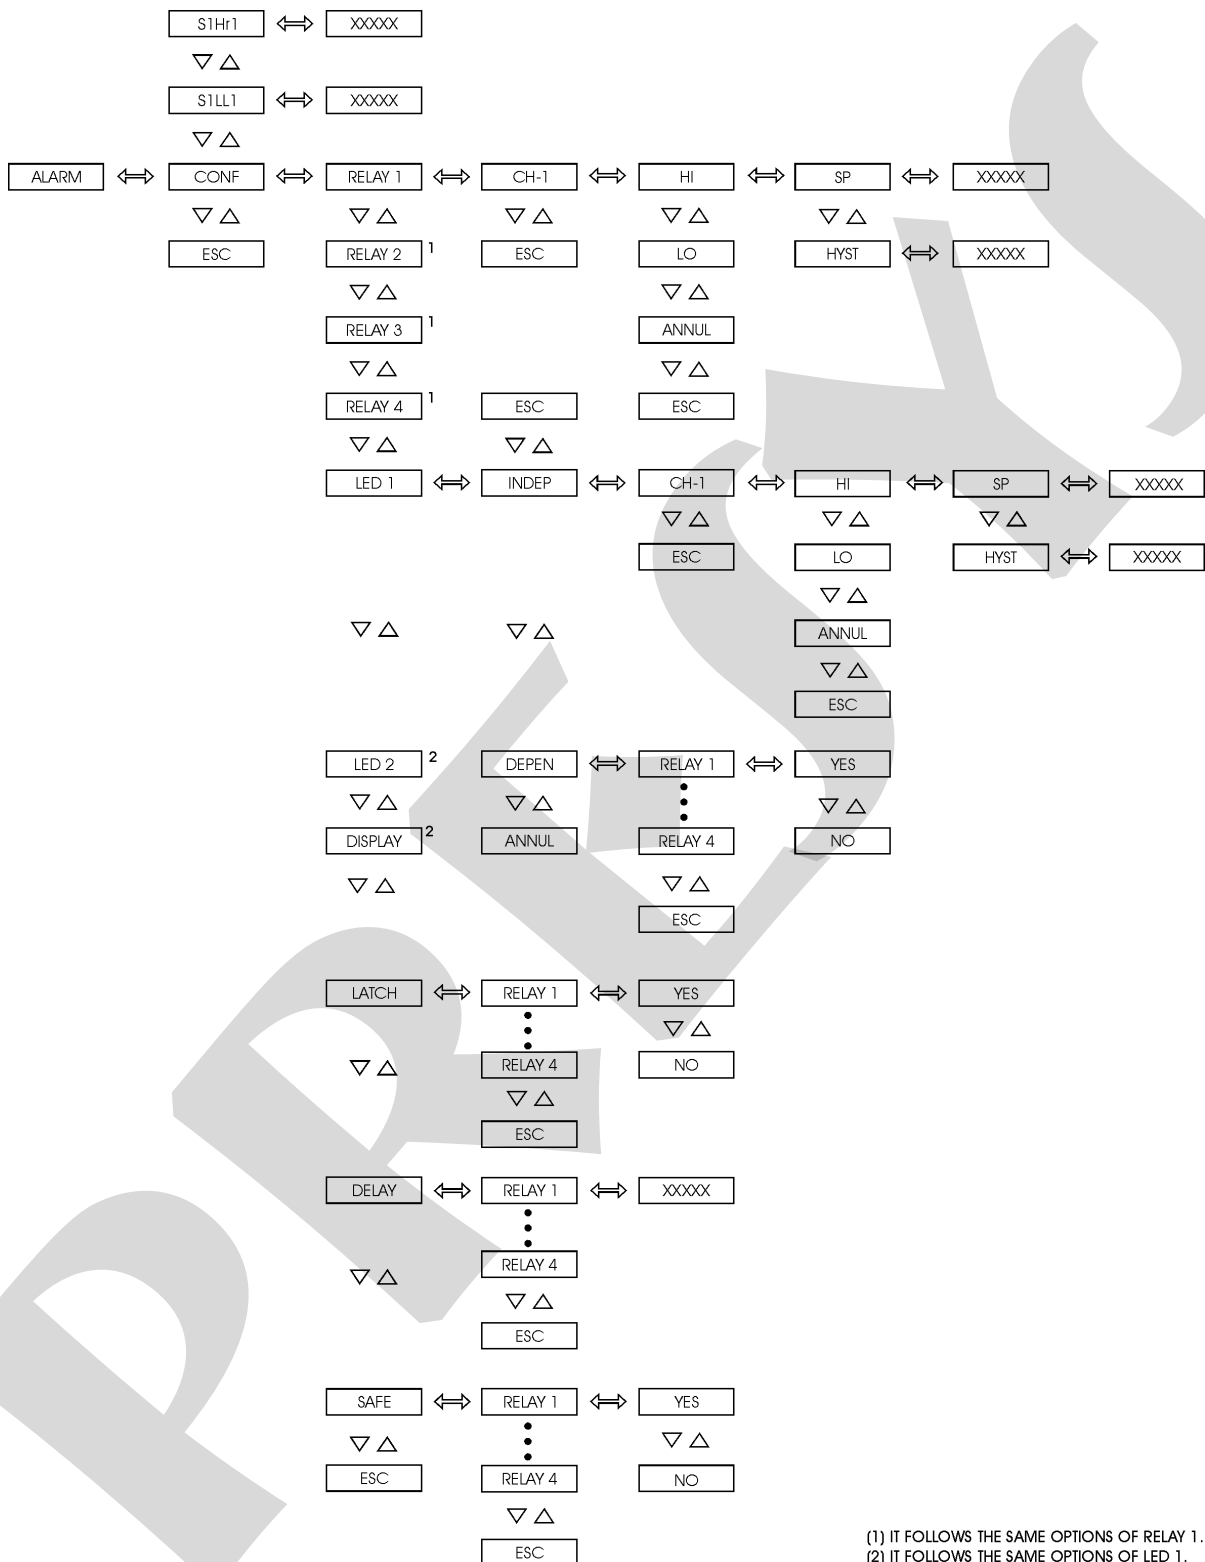 S1Hr1 XXXXX
S1LL1 XXXXX
ALARM CONF RELAY 1 CH-1 HI SP XXXXX
ESC RELAY 2 1 ESC LO HYST XXXXX
RELAY 3 1 ANNUL
RELAY 4 1 ESC ESC
LED 1 INDEP CH-1 HI SP XXXXX
ESC LO HYST XXXXX
ANNUL
ESC
LED 2 2 DEPEN RELAY 1 YES
DISPLAY 2 ANNUL RELAY 4 NO
ESC
LATCH RELAY 1 YES
RELAY 4 NO
ESC
DELAY RELAY 1 XXXXX
RELAY 4
ESC
SAFE RELAY 1 YES
ESC RELAY 4 NO
ESC
(1) IT FOLLOWS THE SAME OPTIONS OF RELAY 1.
(2) IT FOLLOWS THE SAME OPTIONS OF LED 1.
PRESYS